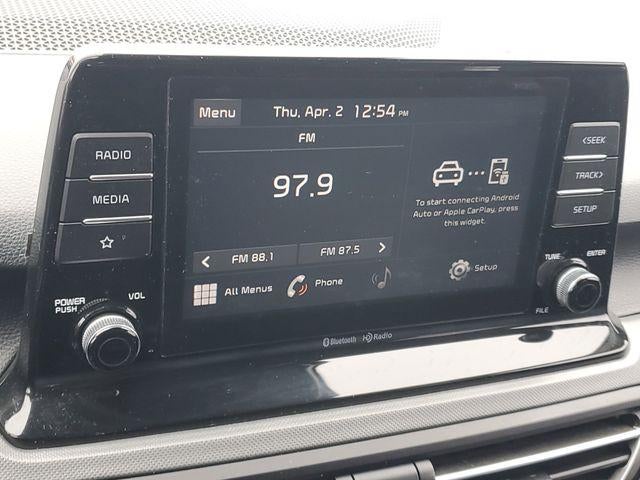 Menu Thu, Apr. 2 12:54 PM
FM
97.9
To start connecting Android
Auto or Apple CarPlay, press
this widget.
FM 88.1 FM 87.5
All Menus Phone Setup
RADIO
MEDIA
POWER
PUSH
VOL
<SEEK
TRACK>
SETUP
TUNE
ENTER
FILE
Bluetooth HD Radio